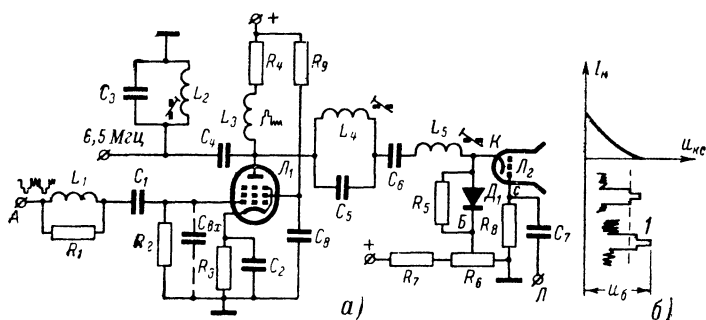 +
R₄
R₉
C₃
L₂
L₃
6,5 Мгц
C₄
Л₁
L₄
C₅
C₆
L₅
К
Л₂
с
A
L₁
R₁
C₁
R₂
Cвх
R₃
C₂
C₈
R₅
Д₁
Б
R₈
C₇
+
R₇
R₆
Л
а)
Iн
uкс
1
uб
б)